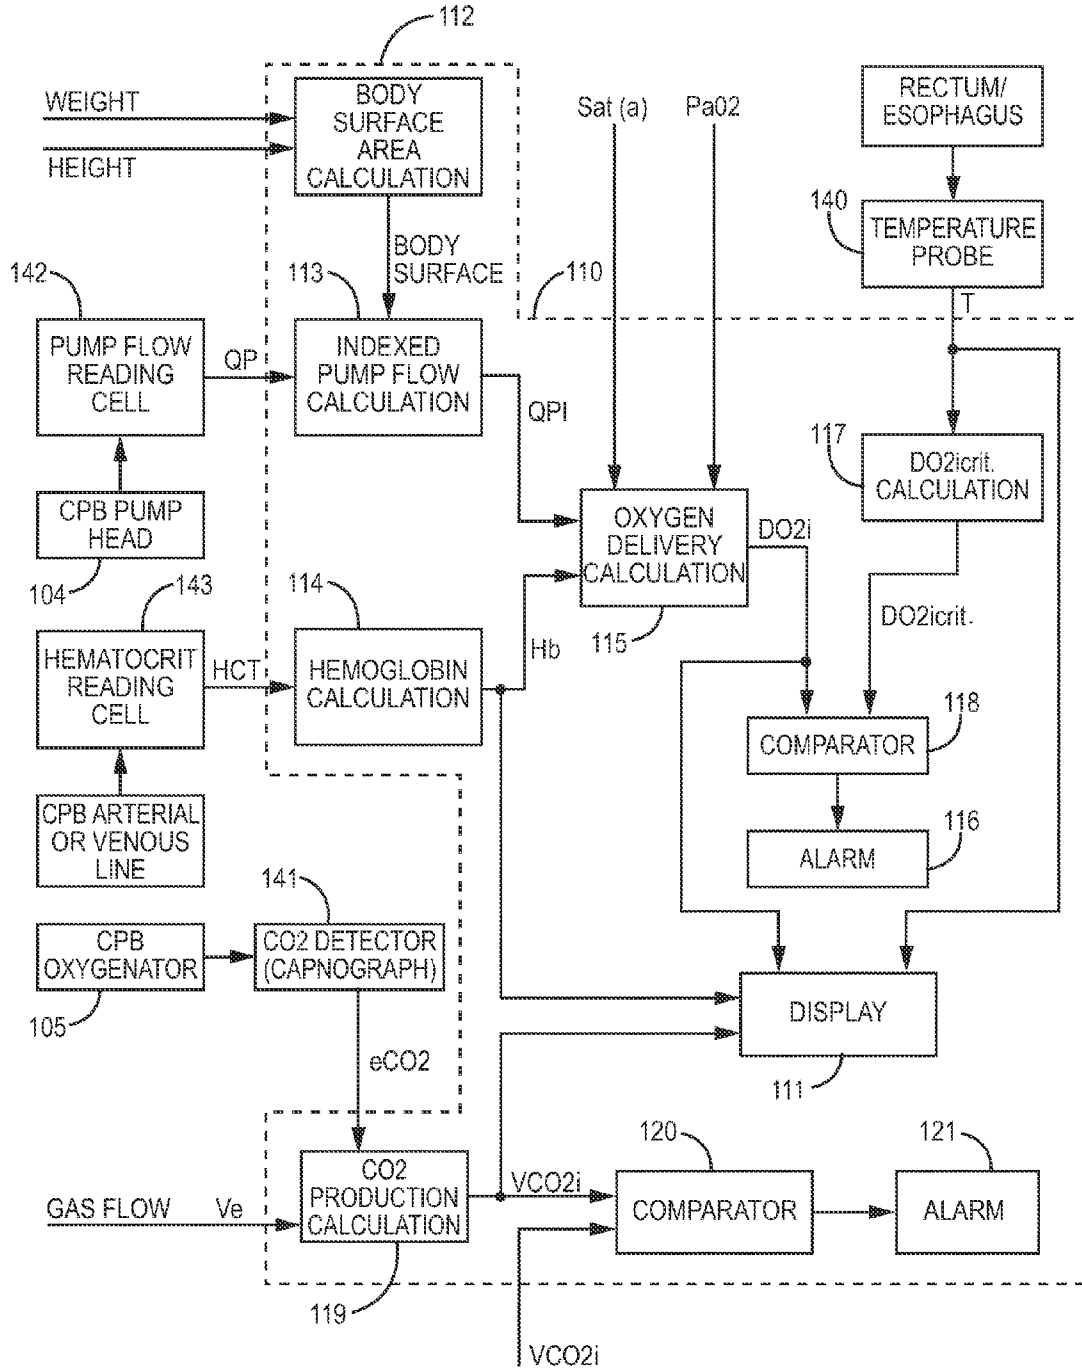 112
WEIGHT
HEIGHT
BODY
SURFACE
AREA
CALCULATION
Sat (a)
Pa02
RECTUM/
ESOPHAGUS
140
TEMPERATURE
PROBE
T
BODY
SURFACE
142
113
110
PUMP FLOW
READING
CELL
QP
INDEXED
PUMP FLOW
CALCULATION
QPI
117
DO2icrit.
CALCULATION
CPB PUMP
HEAD
104
OXYGEN
DELIVERY
CALCULATION
DO2i
115
DO2icrit.
143
114
HEMATOCRIT
READING
CELL
HCT
HEMOGLOBIN
CALCULATION
Hb
118
COMPARATOR
CPB ARTERIAL
OR VENOUS
LINE
116
ALARM
141
CPB
OXYGENATOR
105
CO2 DETECTOR
(CAPNOGRAPH)
eCO2
DISPLAY
111
120
121
GAS FLOW
Ve
CO2
PRODUCTION
CALCULATION
119
VCO2i
COMPARATOR
ALARM
VCO2i